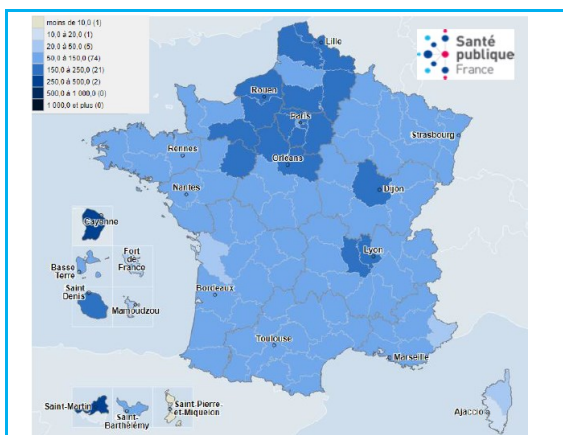 moins de 10,0 (1)
10,0 à 20,0 (1)
20,0 à 50,0 (5)
50,0 à 150,0 (74)
150,0 à 250,0 (21)
250,0 à 500,0 (2)
500,0 à 1 000,0 (0)
1 000,0 et plus (0)
Santé
publique
France
Lille
Rouen
Paris
Strasbourg
Rennes
Orléans
Nantes
Dijon
Cayenne
Lyon
Basse
Terre
Fort
de
France
Saint
Denis
Mamoudzou
Bordeaux
Toulouse
Marseille
Saint-Martin
Saint-
Barthélémy
Saint-Pierre
-et-Miquelon
Ajaccio